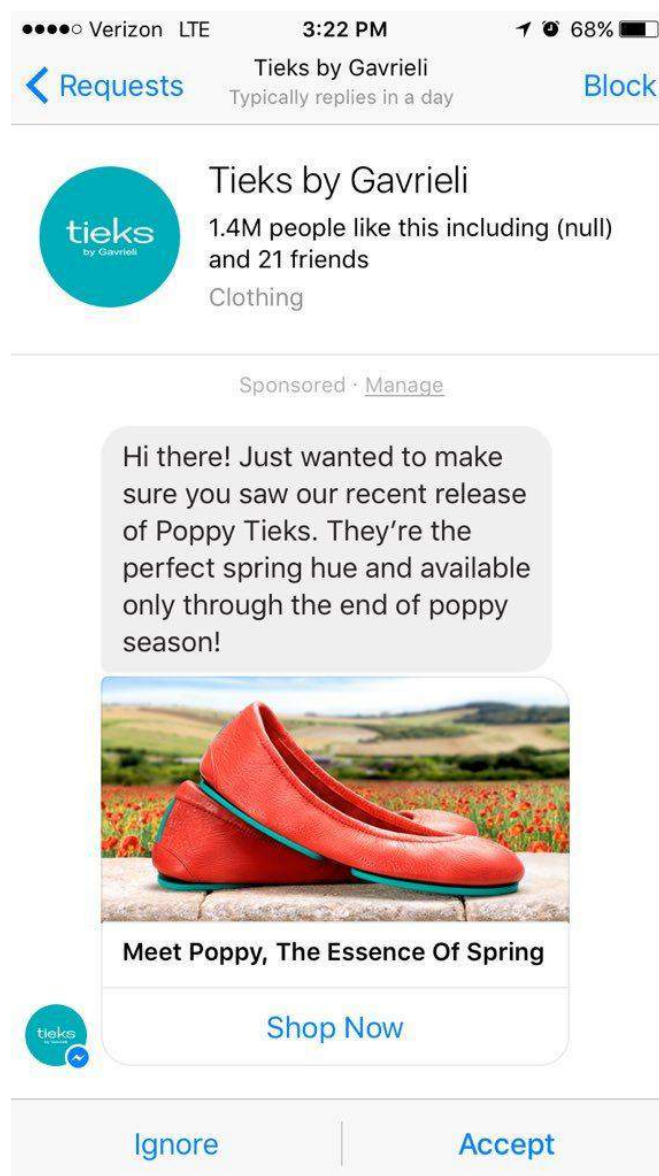 Verizon LTE 3:22 PM 68%
Requests Tieks by Gavrieli Block
Typically replies in a day
tieks
by Gavrieli
Tieks by Gavrieli
1.4M people like this including (null)
and 21 friends
Clothing
Sponsored · Manage
Hi there! Just wanted to make
sure you saw our recent release
of Poppy Tieks. They’re the
perfect spring hue and available
only through the end of poppy
season!
Meet Poppy, The Essence Of Spring
Shop Now
tieks
Ignore Accept